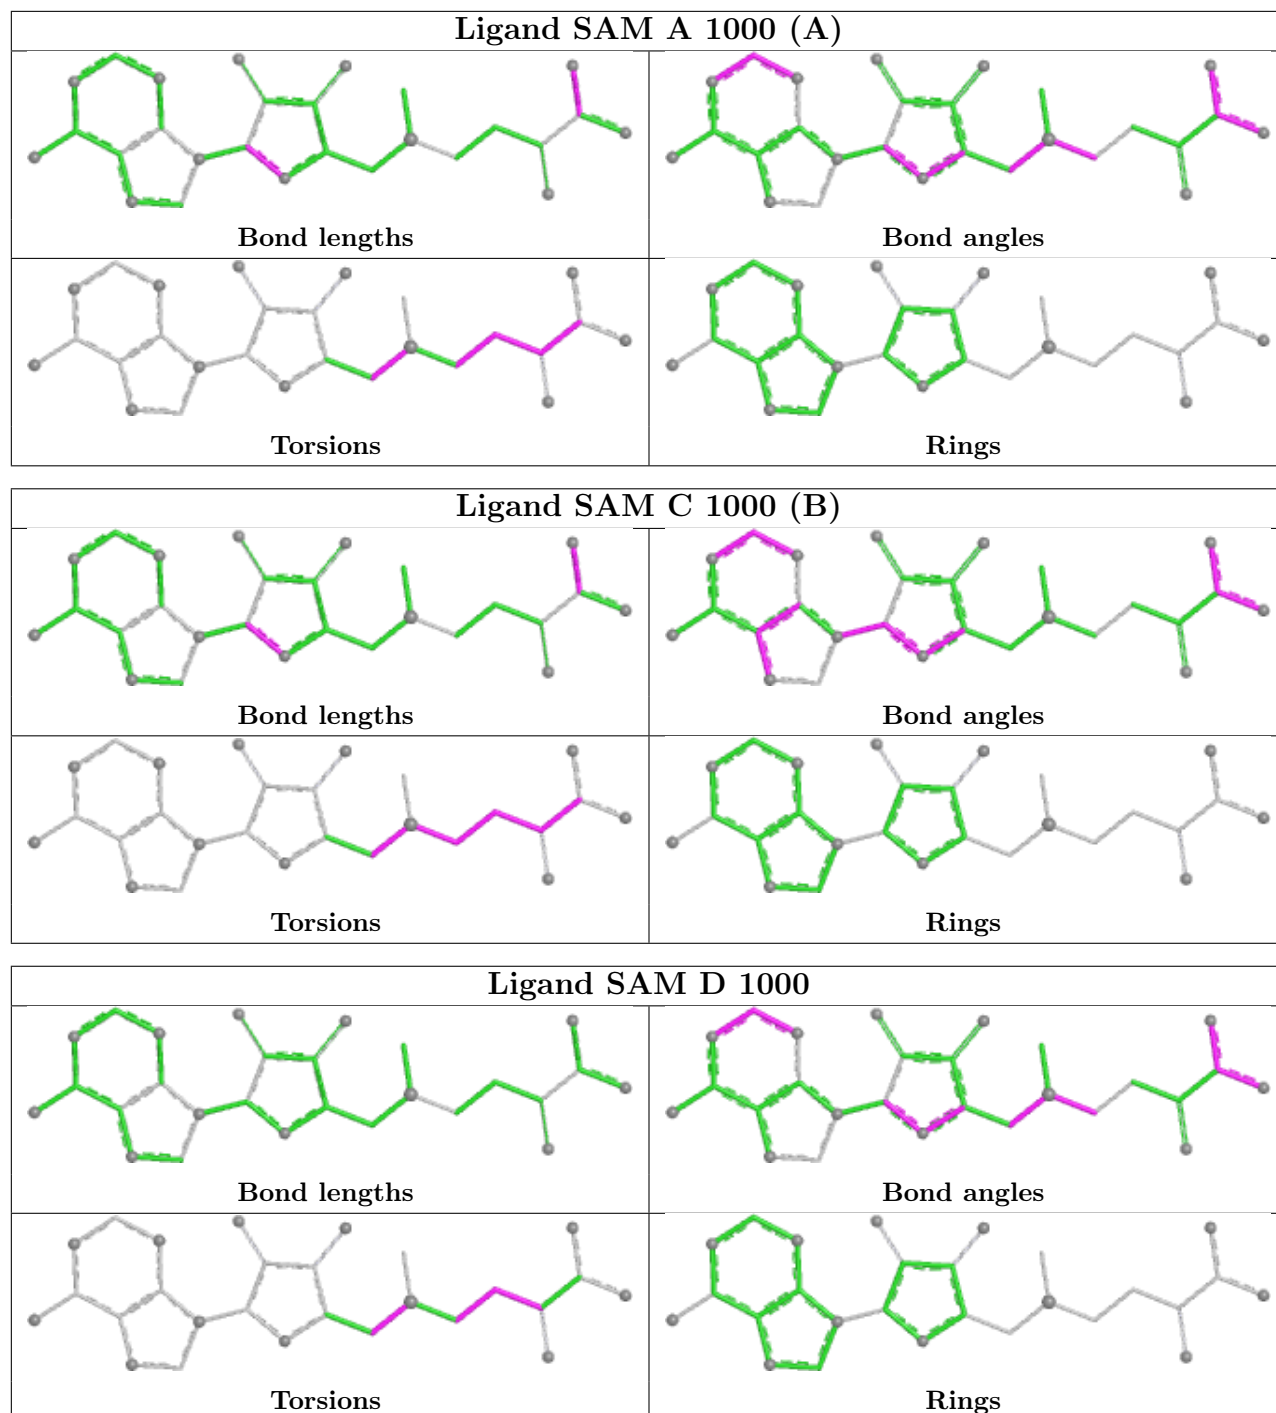 Ligand SAM A 1000 (A)
Bond lengths
Bond angles
Torsions
Rings
Ligand SAM C 1000 (B)
Bond lengths
Bond angles
Torsions
Rings
Ligand SAM D 1000
Bond lengths
Bond angles
Torsions
Rings